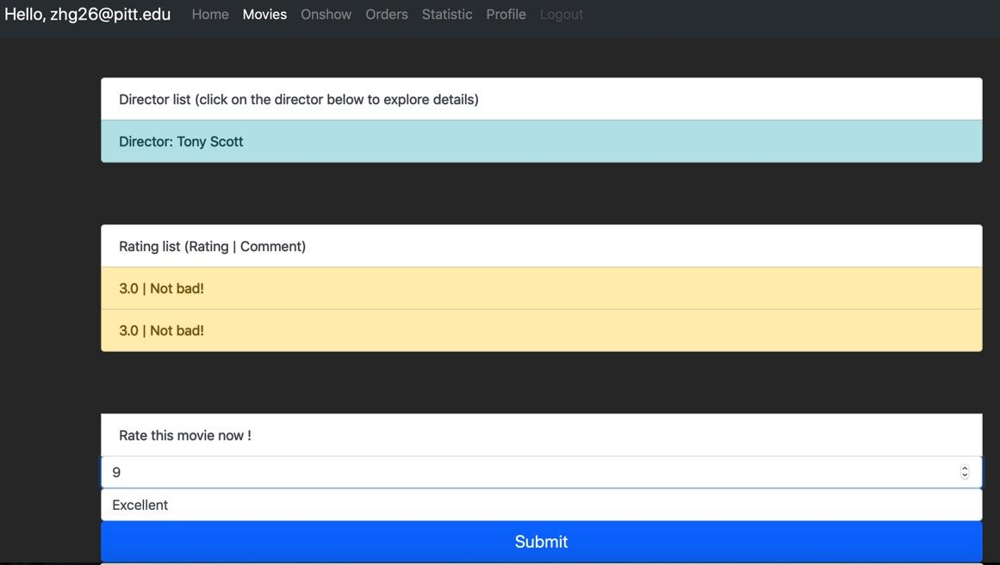 Hello, zhg26@pitt.edu Home Movies Onshow Orders Statistic Profile Logout
Director list (click on the director below to explore details)
Director: Tony Scott
Rating list (Rating | Comment)
3.0 | Not bad!
3.0 | Not bad!
Rate this movie now !
9
Excellent
Submit